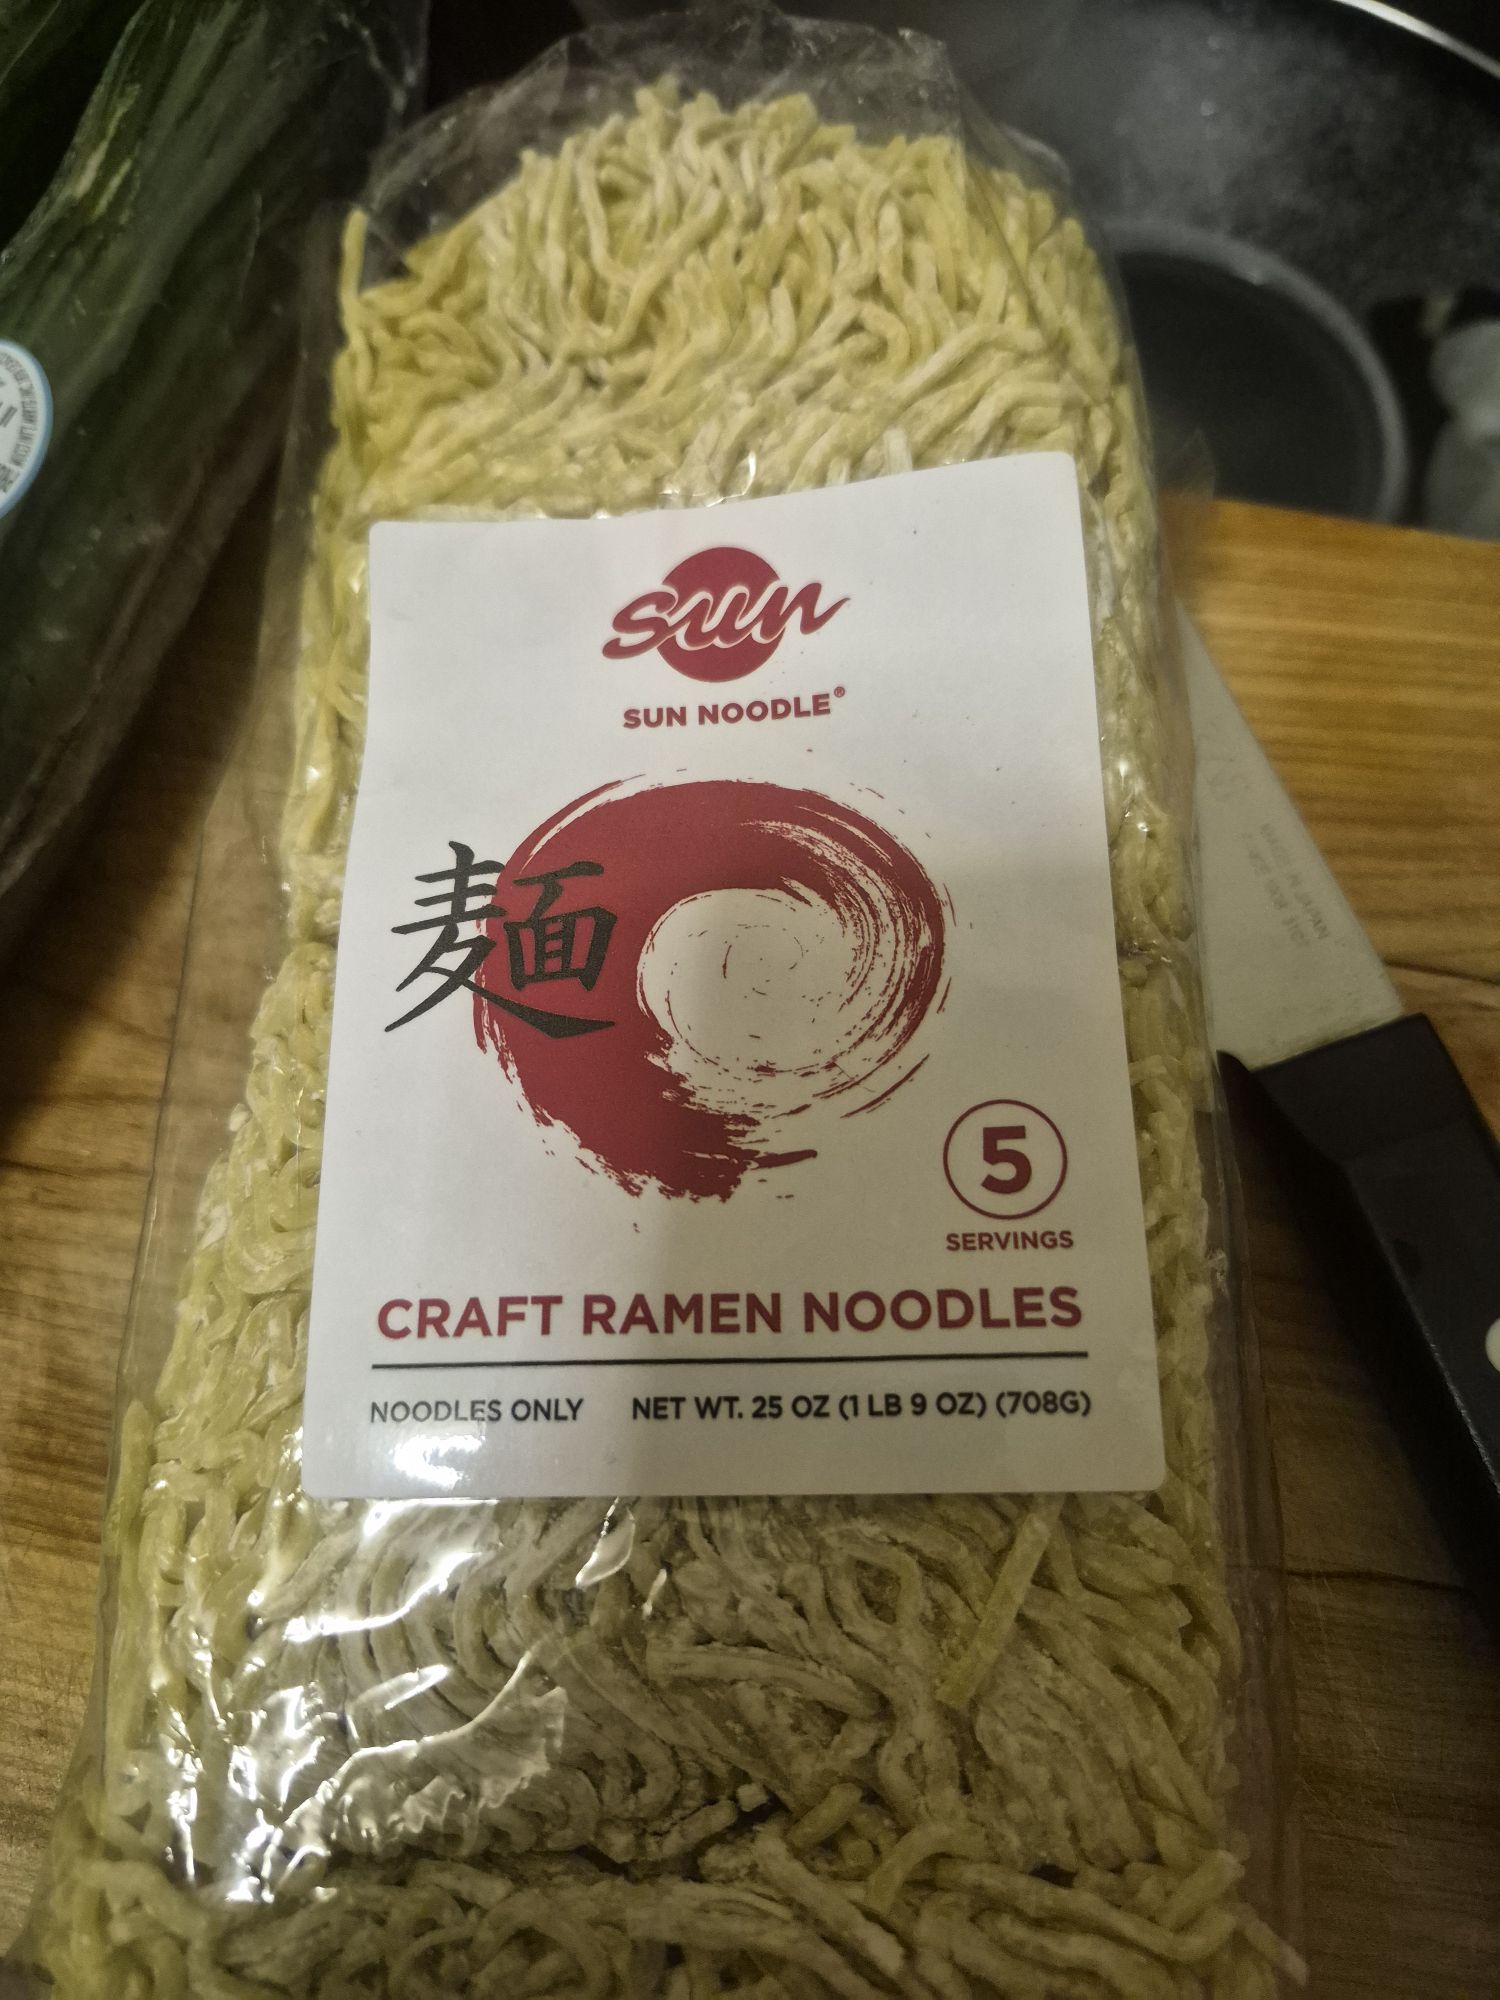 sun
SUN NOODLE®
麺
5
SERVINGS
CRAFT RAMEN NOODLES
NOODLES ONLY NET WT. 25 OZ (1 LB 9 OZ) (708G)